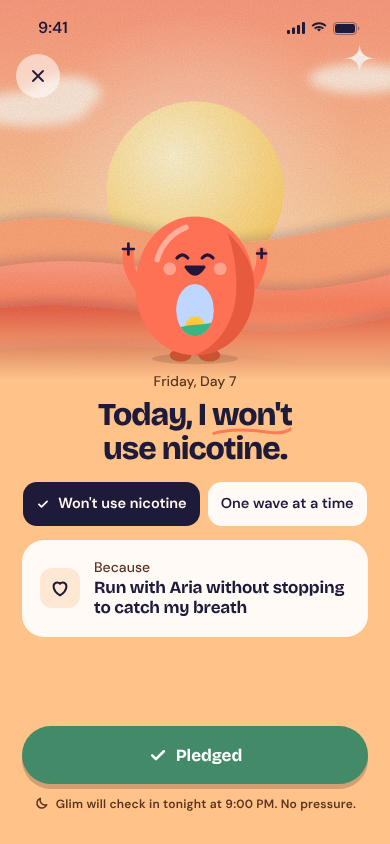 9:41
Friday, Day 7
Today, I won't
use nicotine.
Won't use nicotine
One wave at a time
Because
Run with Aria without stopping
to catch my breath
Pledged
Glim will check in tonight at 9:00 PM. No pressure.